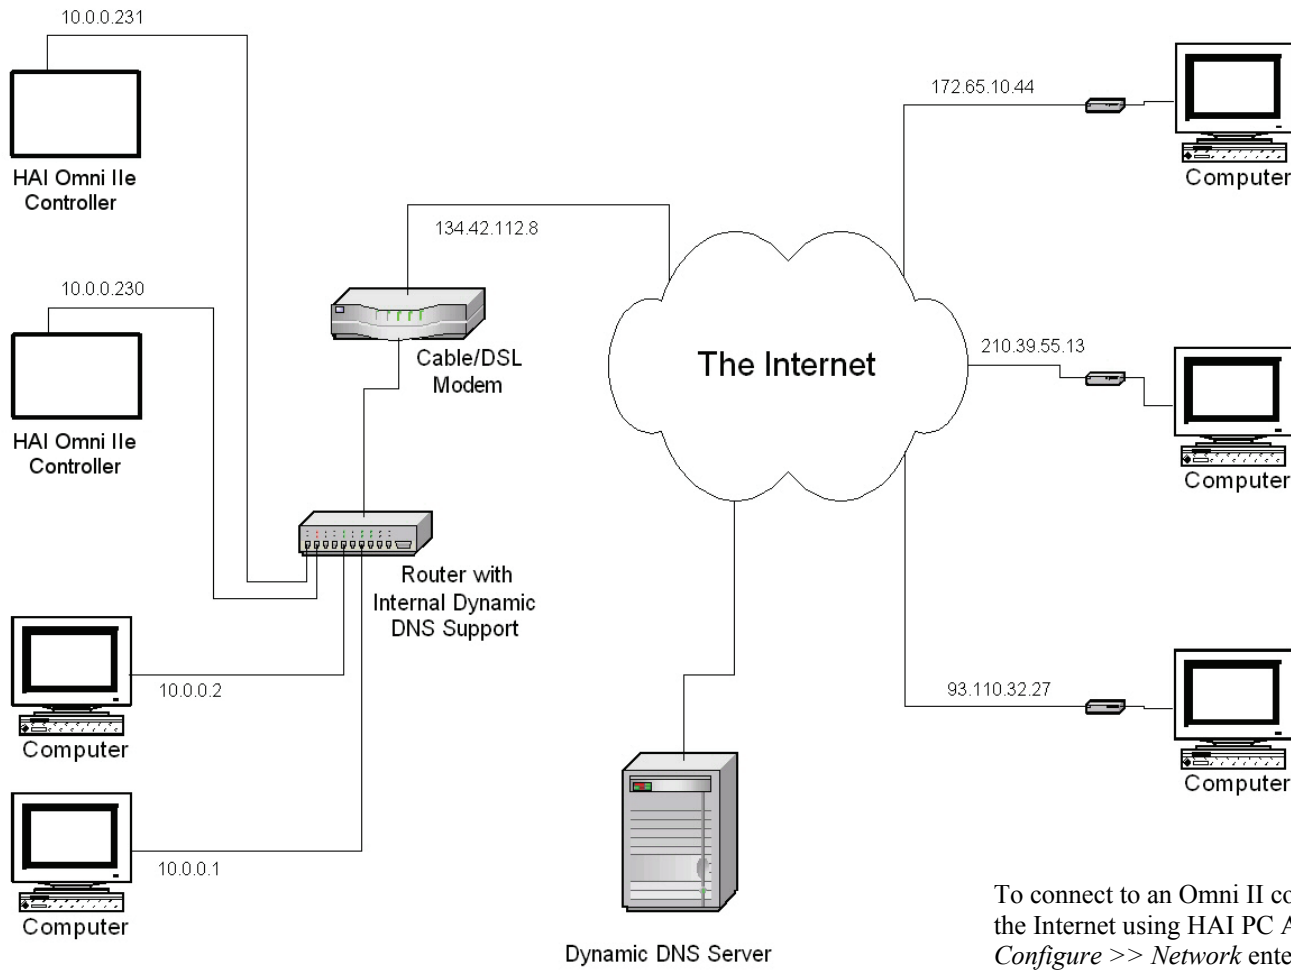 10.0.0.231
HAI Omni IIe
Controller
10.0.0.230
HAI Omni IIe
Controller
134.42.112.8
Cable/DSL
Modem
Router with
Internal Dynamic
DNS Support
10.0.0.2
Computer
10.0.0.1
Computer
The Internet
Dynamic DNS Server
172.65.10.44
Computer
210.39.55.13
Computer
93.110.32.27
Computer
To connect to an Omni II co
the Internet using HAI PC A
Configure >> Network ente